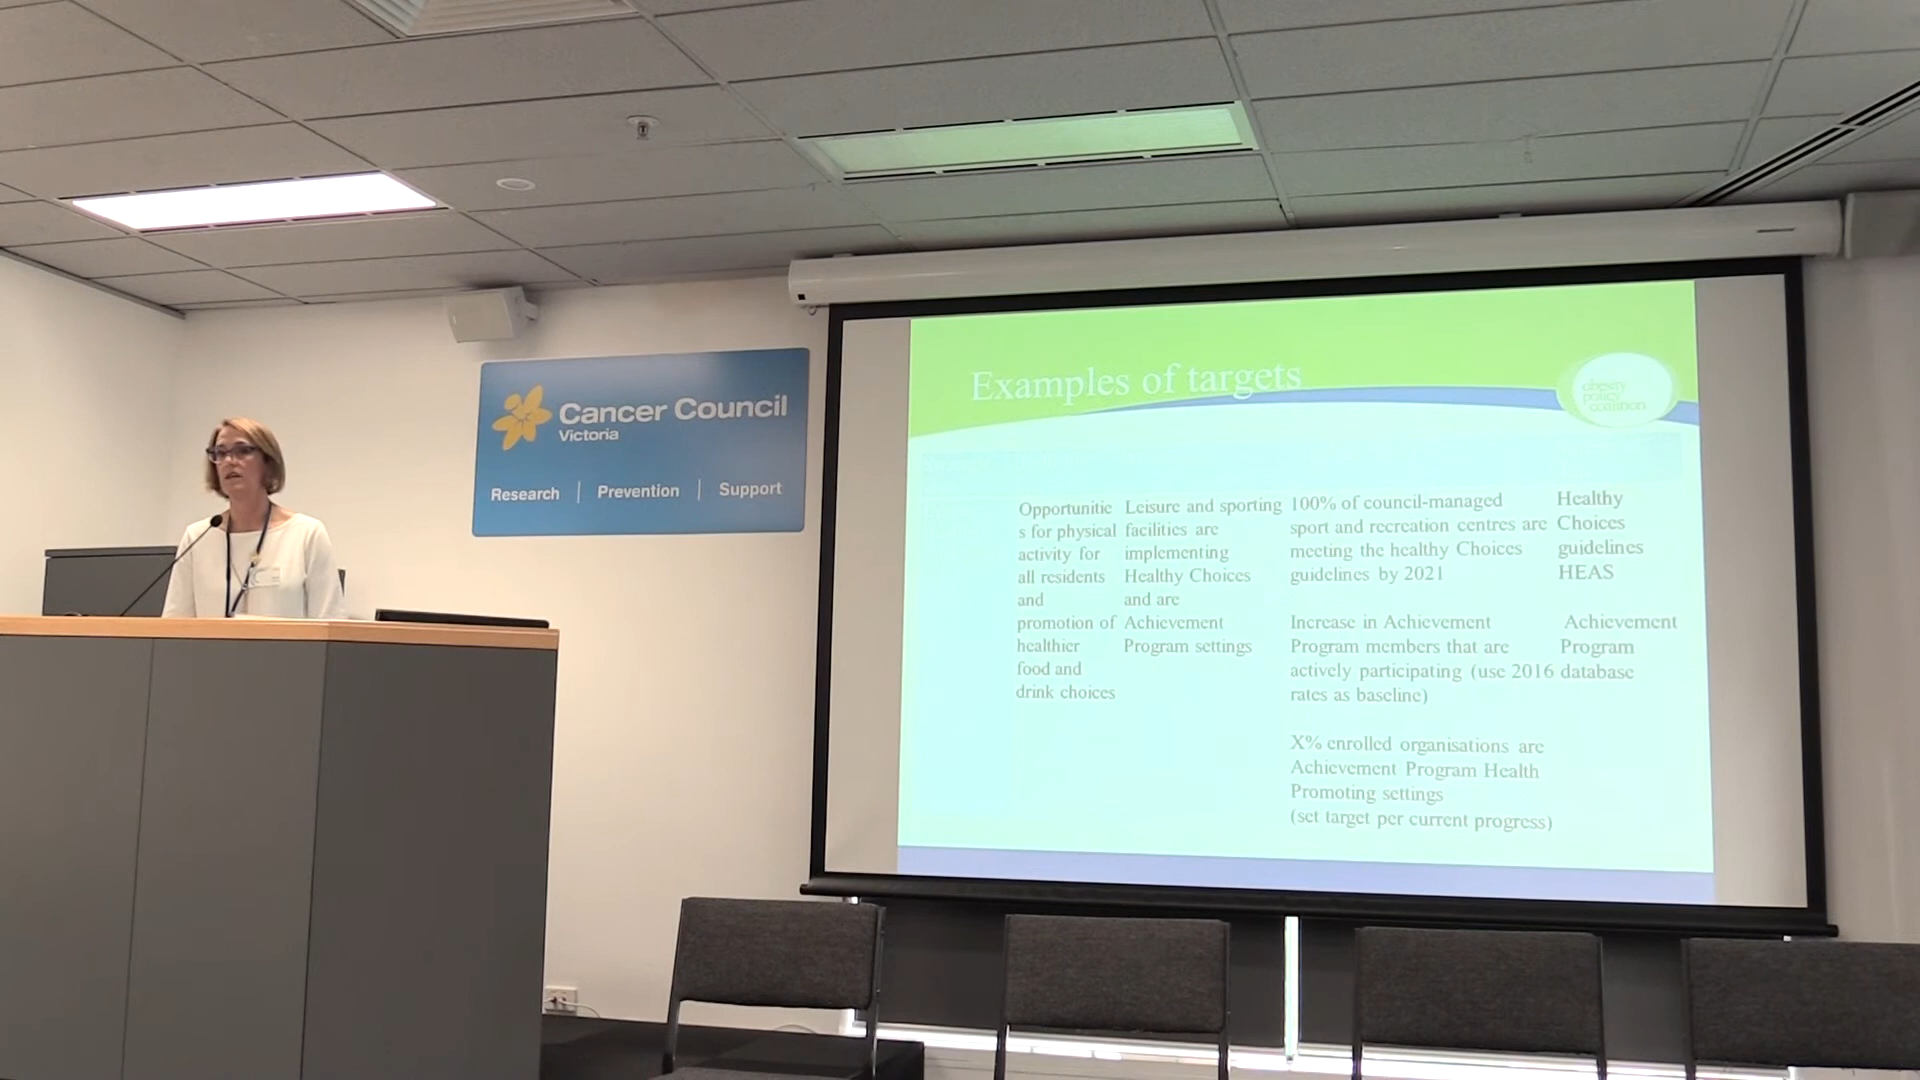 Cancer Council
Victoria
Research | Prevention | Support
Examples of targets
obesity
policy
coalition
Opportunitie
s for physical
activity for
all residents
and
promotion of
healthier
food and
drink choices
Leisure and sporting
facilities are
implementing
Healthy Choices
and are
Achievement
Program settings
100% of council-managed
sport and recreation centres are
meeting the healthy Choices
guidelines by 2021
Increase in Achievement
Program members that are
actively participating (use 2016
rates as baseline)
X% enrolled organisations are
Achievement Program Health
Promoting settings
(set target per current progress)
Healthy
Choices
guidelines
HEAS
Achievement
Program
database